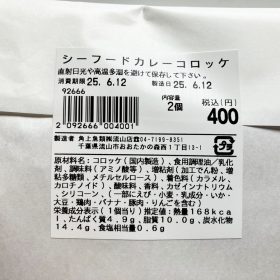 シーフードカレーコロッケ
直射日光や高温多湿を避けて保存して下さい。
消費期限 25. 6.12 製造日 25. 6.12
92666
内容量
2個
税込(円)
400
2 092666 004001
製造者 角上魚類㈱流山店☎04-7199-8351
千葉県流山市おおたかの森西1丁目13-1
原材料名:コロッケ(国内製造)、食用調理油/乳化
剤、調味料(アミノ酸等)、増粘剤(加工でん粉、増
粘多糖類、メチルセルロース)、着色料(カラメル、
カロチノイド)、酸味料、香料、カゼインナトリウム
、シリコーン、(一部にえび・小麦・乳成分・いか・
大豆・鶏肉・バナナ・豚肉・りんごを含む)
栄養成分表示(1個当り)推定値:熱量 168kc
al、たんぱく質 4.9g、脂質 10.0g、炭水化物
14.4g、食塩相当量 0.6g
プラ